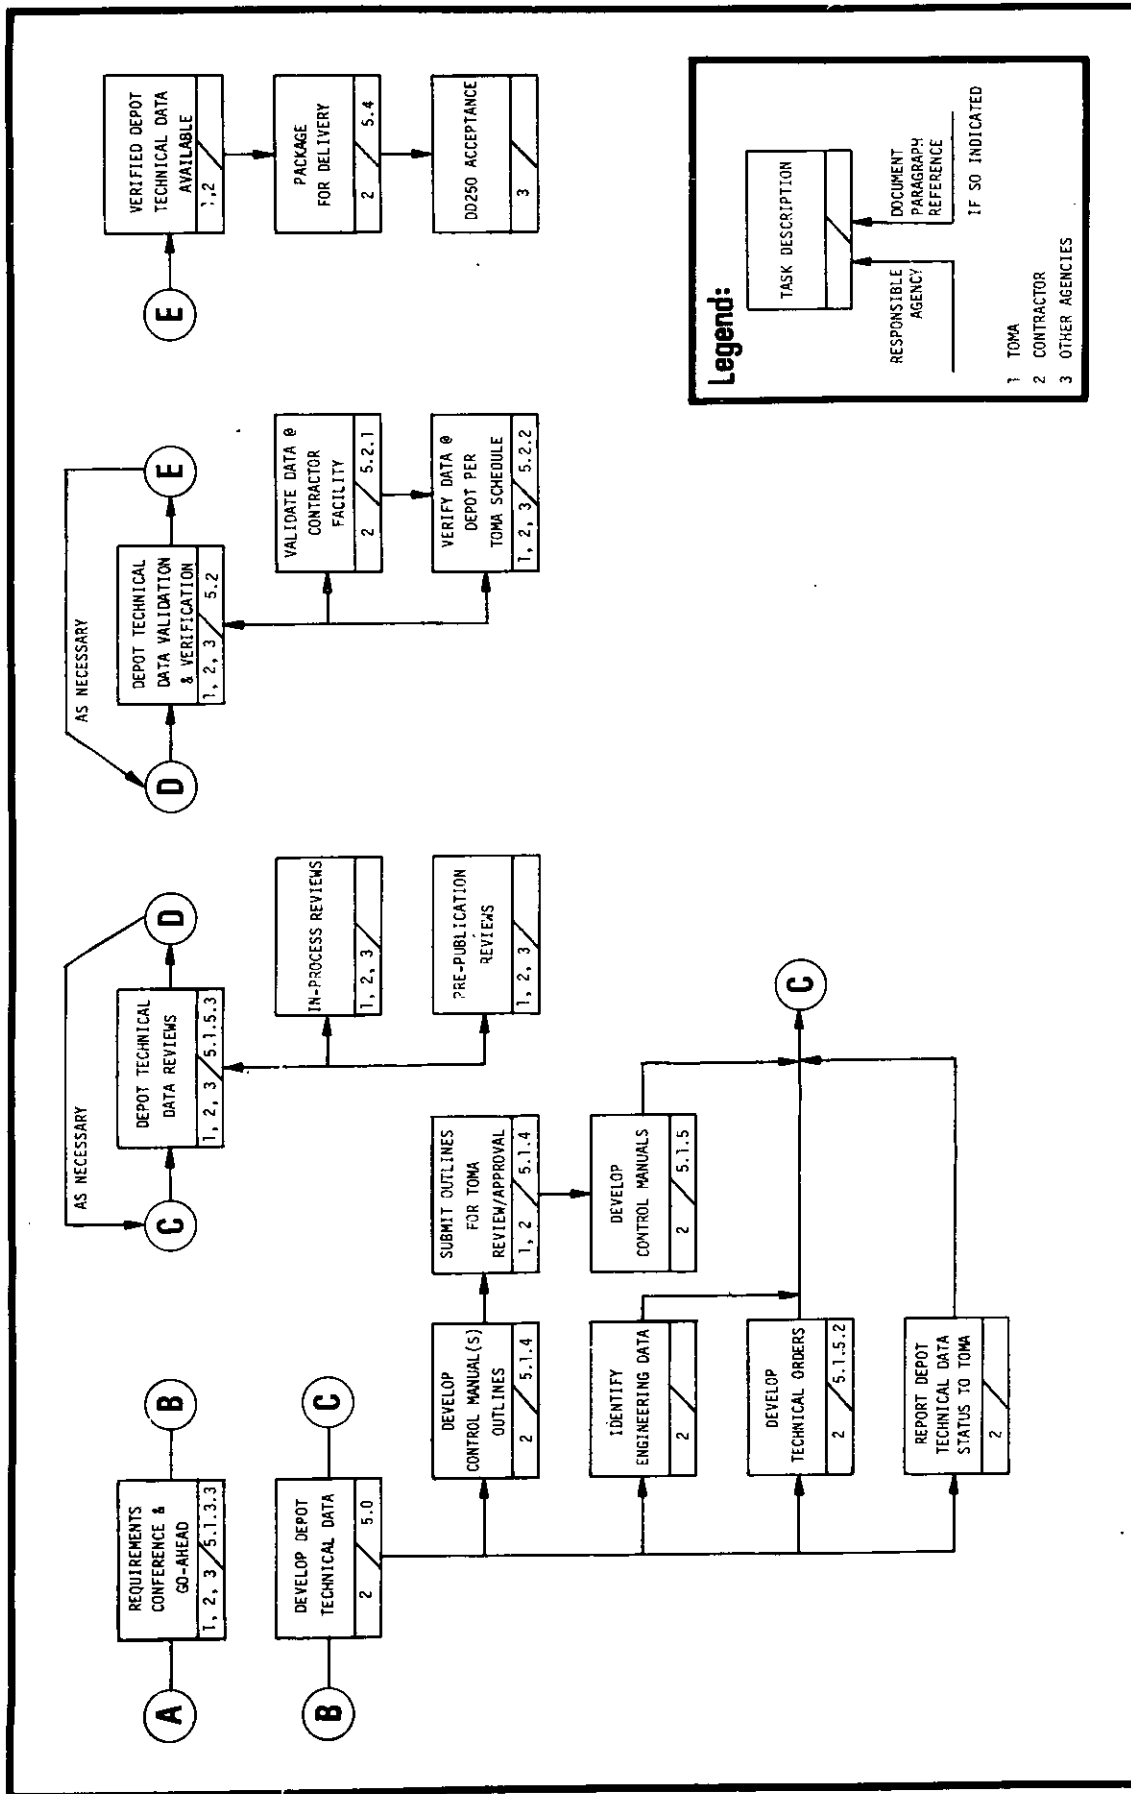 A
REQUIREMENTS
CONFERENCE &
GO-AHEAD
1, 2, 3 5.1.3.3
B
B
DEVELOP DEPOT
TECHNICAL DATA
2 5.0
C
DEVELOP
CONTROL MANUAL(S)
OUTLINES
2 5.1.4
SUBMIT OUTLINES
FOR TOMA
REVIEW/APPROVAL
1, 2 5.1.4
DEVELOP
CONTROL MANUALS
2 5.1.5
IDENTIFY
ENGINEERING DATA
2
DEVELOP
TECHNICAL ORDERS
2 5.1.5.2
REPORT DEPOT
TECHNICAL DATA
STATUS TO TOMA
2
C
AS NECESSARY
C
DEPOT TECHNICAL
DATA REVIEWS
1, 2, 3 5.1.5.3
D
IN-PROCESS REVIEWS
1, 2, 3
PRE-PUBLICATION
REVIEWS
1, 2, 3
AS NECESSARY
D
DEPOT TECHNICAL
DATA VALIDATION
& VERIFICATION
1, 2, 3 5.2
E
VALIDATE DATA @
CONTRACTOR
FACILITY
2 5.2.1
VERIFY DATA @
DEPOT PER
TOMA SCHEDULE
1, 2, 3 5.2.2
E
VERIFIED DEPOT
TECHNICAL DATA
AVAILABLE
1,2
PACKAGE
FOR DELIVERY
2 5.4
DD250 ACCEPTANCE
3
Legend:
TASK DESCRIPTION
RESPONSIBLE
AGENCY
DOCUMENT
PARAGRAPH
REFERENCE
IF SO INDICATED
1 TOMA
2 CONTRACTOR
3 OTHER AGENCIES